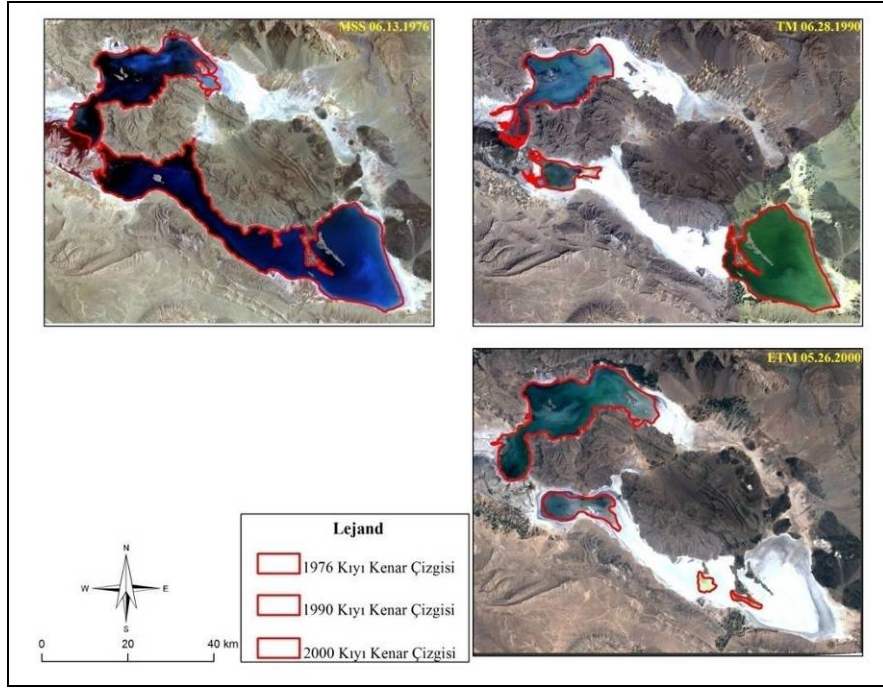 MSS 06.13.1976
TM 06.28.1990
ETM 05.26.2000
Lejand
1976 Kıyı Kenar Çizgisi
1990 Kıyı Kenar Çizgisi
2000 Kıyı Kenar Çizgisi
N
W E
S
0 20 40 km